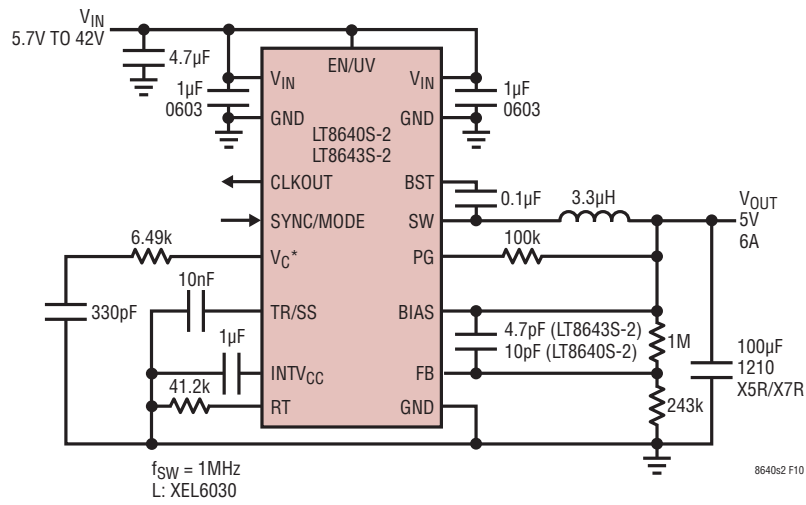 VIN
5.7V TO 42V
4.7µF
1µF
0603
EN/UV
VIN
VIN
1µF
0603
GND
GND
LT8640S-2
LT8643S-2
CLKOUT
BST
0.1µF
3.3µH
VOUT
5V
6A
SYNC/MODE
SW
6.49k
VC*
PG
100k
10nF
330pF
TR/SS
BIAS
4.7pF (LT8643S-2)
10pF (LT8640S-2)
1M
1µF
INTVCC
FB
100µF
1210
X5R/X7R
41.2k
RT
GND
243k
fSW = 1MHz
L: XEL6030
8640s2 F10